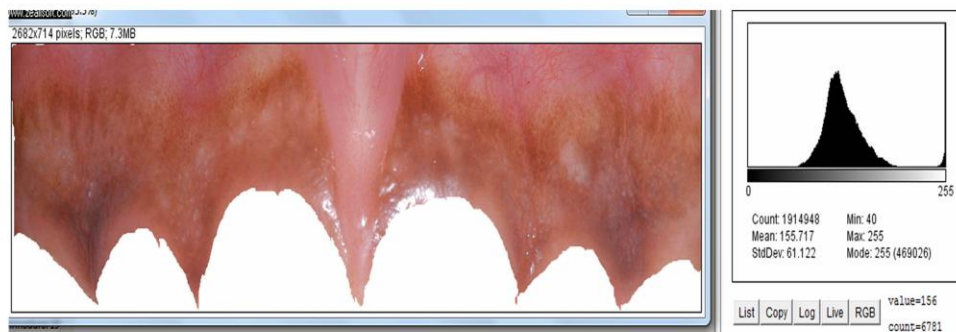 2682x714 pixels; RGB; 7.3MB
0 255
Count: 1914948 Min: 40
Mean: 155.717 Max: 255
StdDev: 61.122 Mode: 255 (469026)
List Copy Log Live RGB value=156
count=6781